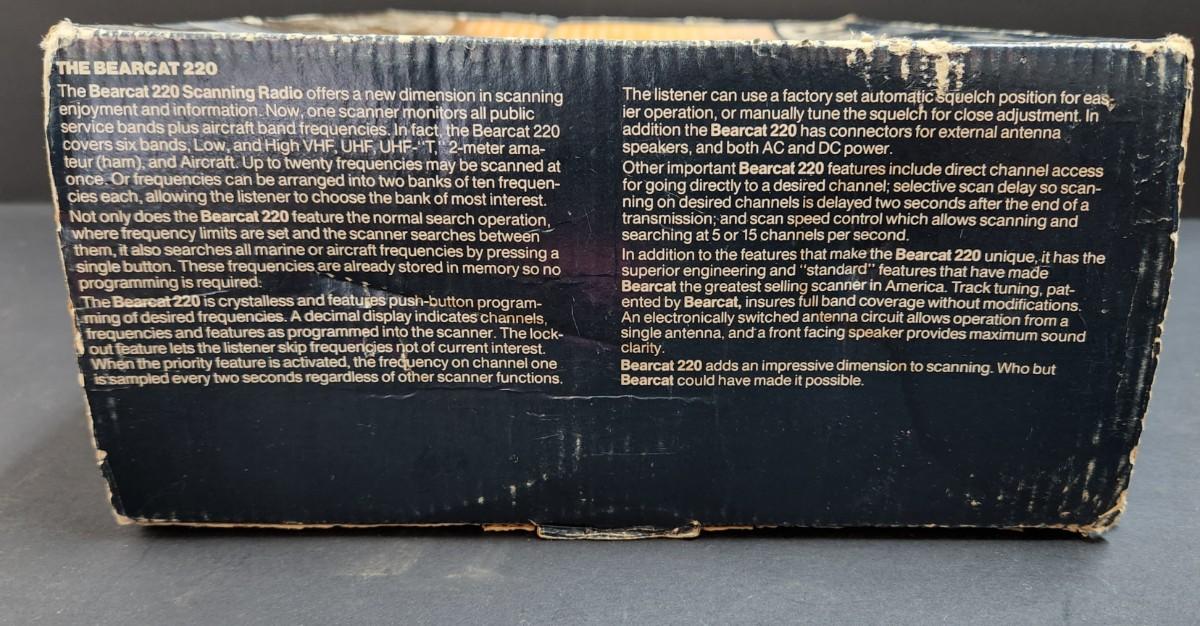 THE BEARCAT 220
The Bearcat 220 Scanning Radio offers a new dimension in scanning
enjoyment and information. Now, one scanner monitors all public
service bands plus aircraft band frequencies. In fact, the Bearcat 220
covers six bands, Low, and High VHF, UHF, UHF-"T," 2-meter ama-
teur (ham), and Aircraft. Up to twenty frequencies may be scanned at
once. Or frequencies can be arranged into two banks of ten frequen-
cies each, allowing the listener to choose the bank of most interest.
Not only does the Bearcat 220 feature the normal search operation,
where frequency limits are set and the scanner searches between
them, it also searches all marine or aircraft frequencies by pressing a
single button. These frequencies are already stored in memory so no
programming is required.
The Bearcat 220 is crystalless and features push-button program-
ming of desired frequencies. A decimal display indicates channels,
frequencies and features as programmed into the scanner. The lock-
out feature lets the listener skip frequencies not of current interest.
When the priority feature is activated, the frequency on channel one
is sampled every two seconds regardless of other scanner functions.
The listener can use a factory set automatic squelch position for eas-
ier operation, or manually tune the squelch for close adjustment. In
addition the Bearcat 220 has connectors for external antenna
speakers, and both AC and DC power.
Other important Bearcat 220 features include direct channel access
for going directly to a desired channel; selective scan delay so scan-
ning on desired channels is delayed two seconds after the end of a
transmission; and scan speed control which allows scanning and
searching at 5 or 15 channels per second.
In addition to the features that make the Bearcat 220 unique, it has the
superior engineering and "standard" features that have made
Bearcat the greatest selling scanner in America. Track tuning, pat-
ented by Bearcat, insures full band coverage without modifications.
An electronically switched antenna circuit allows operation from a
single antenna, and a front facing speaker provides maximum sound
clarity.
Bearcat 220 adds an impressive dimension to scanning. Who but
Bearcat could have made it possible.